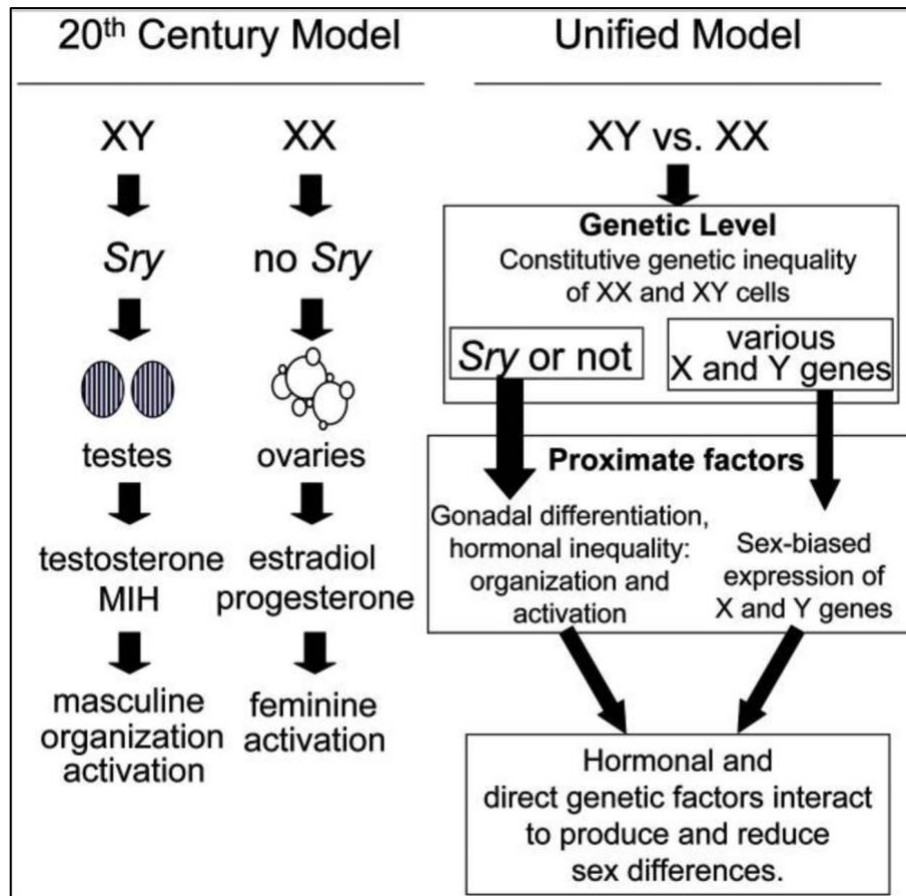 20th Century Model
XY
XX
Sry
no Sry
testes
ovaries
testosterone
MIH
estradiol
progesterone
masculine
organization
activation
feminine
activation
Unified Model
XY vs. XX
Genetic Level
Constitutive genetic inequality
of XX and XY cells
Sry or not
various
X and Y genes
Proximate factors
Gonadal differentiation,
hormonal inequality:
organization and
activation
Sex-biased
expression of
X and Y genes
Hormonal and
direct genetic factors interact
to produce and reduce
sex differences.